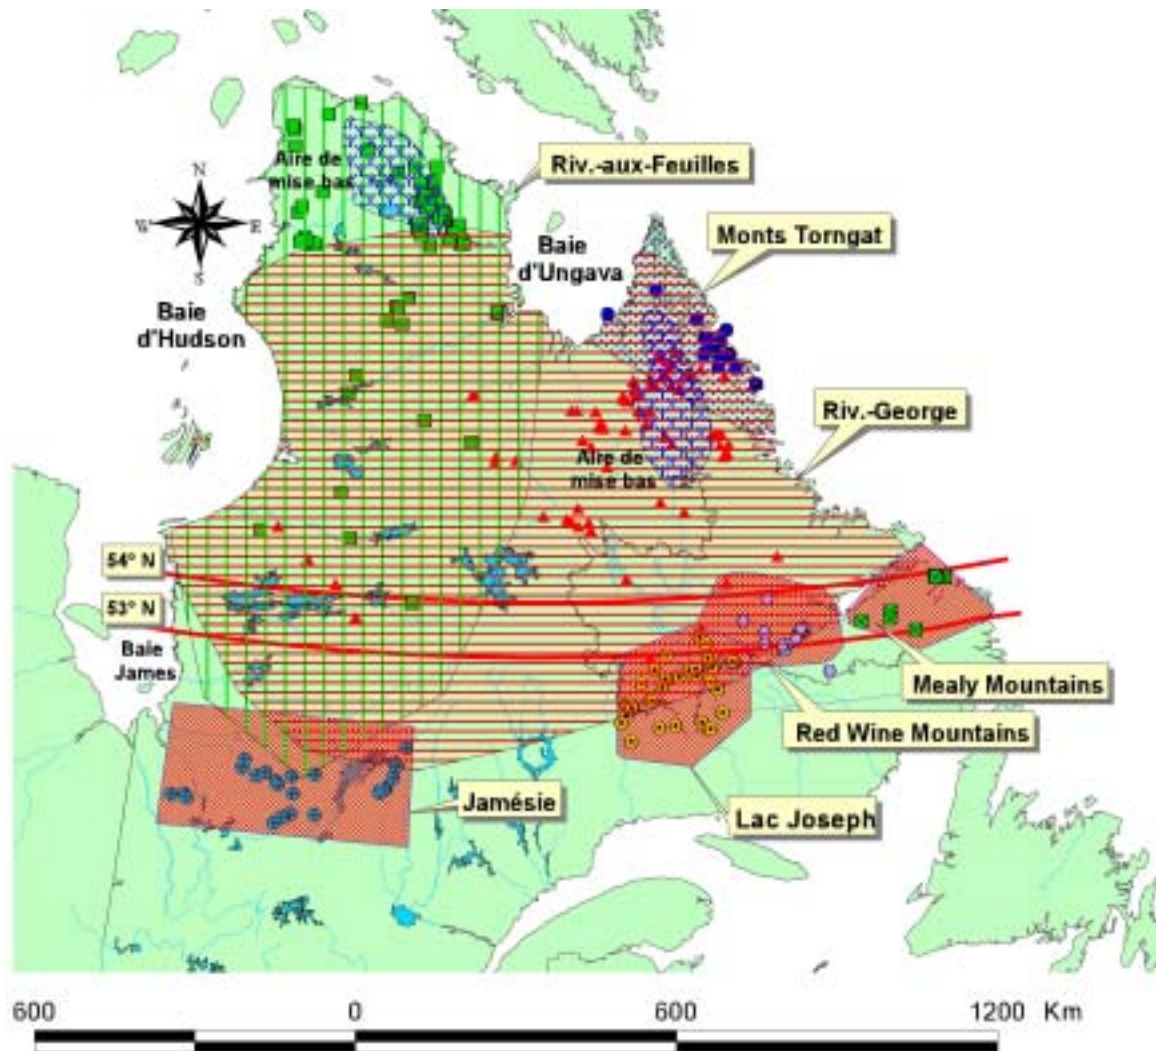 Aire de
mise bas
Riv.-aux-Feuilles
N
W
E
S
Baie
d'Ungava
Monts Torngat
Baie
d'Hudson
Riv.-George
Aire de
mise bas
54° N
53° N
Baie
James
Mealy Mountains
Red Wine Mountains
Jamésie
Lac Joseph
600 0 600 1200 Km